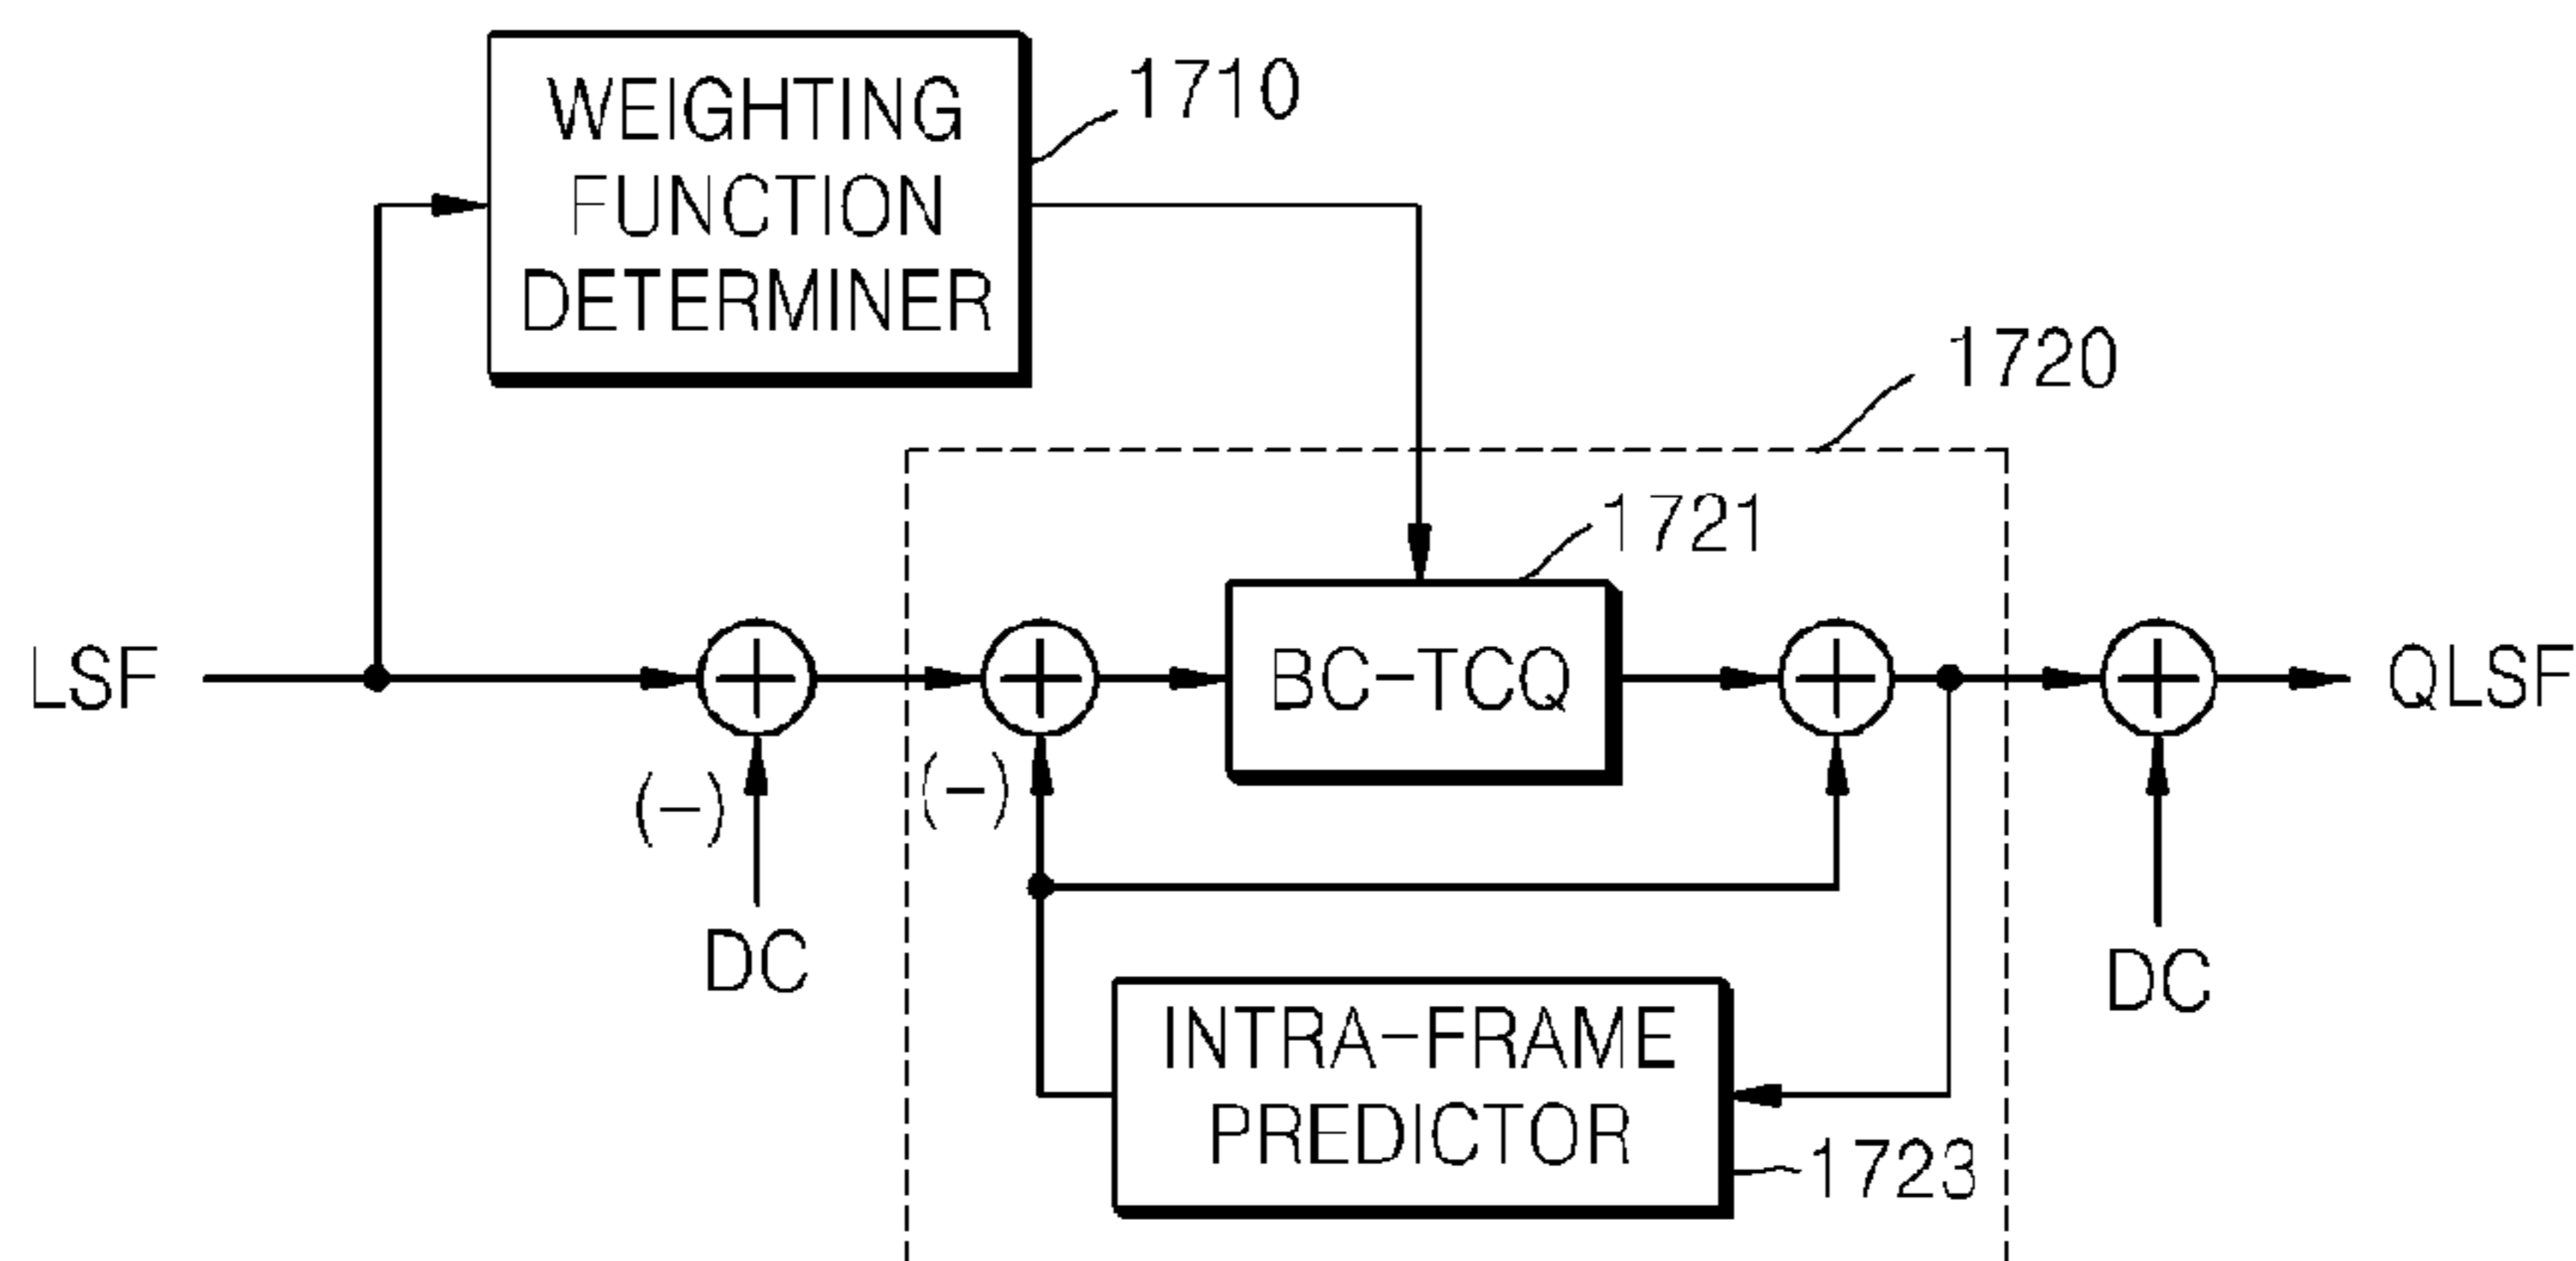 WEIGHTING
FUNCTION
DETERMINER
1710
1720
1721
LSF
BC-TCQ
QLSF
(-)
(-)
DC
DC
INTRA-FRAME
PREDICTOR
1723